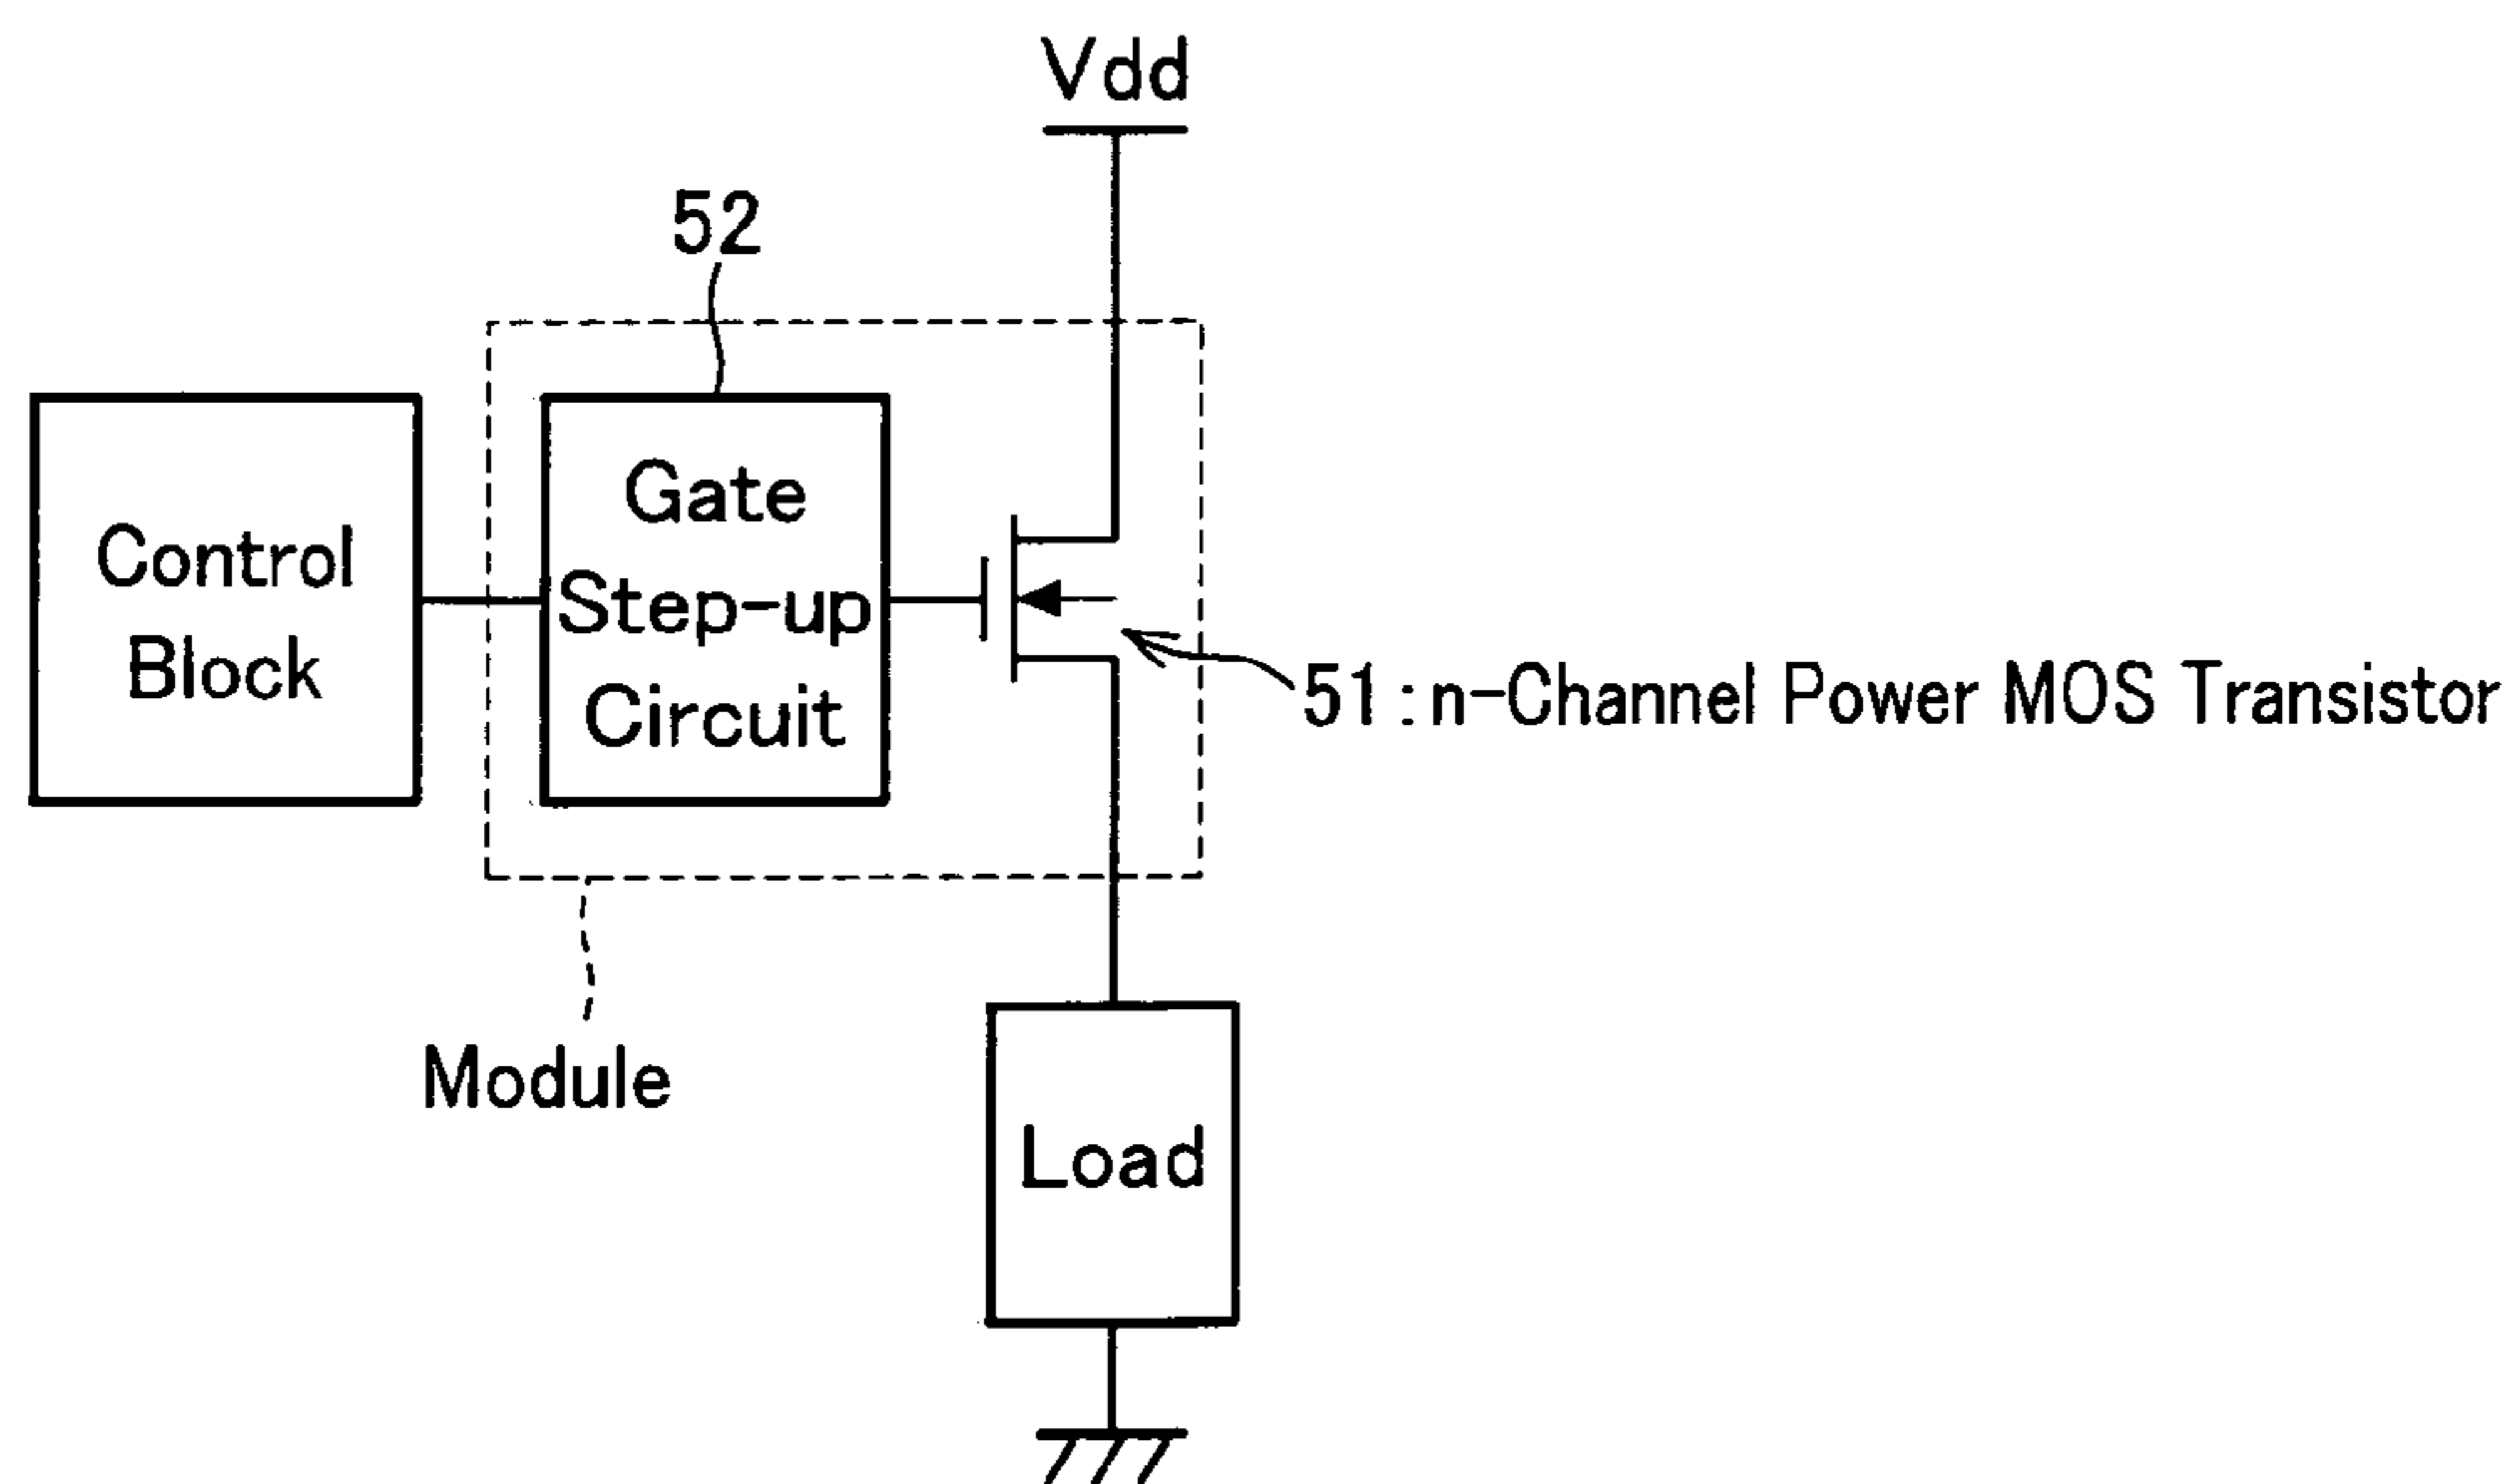 Vdd
52
Control
Block
Gate
Step-up
Circuit
51:n-Channel Power MOS Transistor
Module
Load